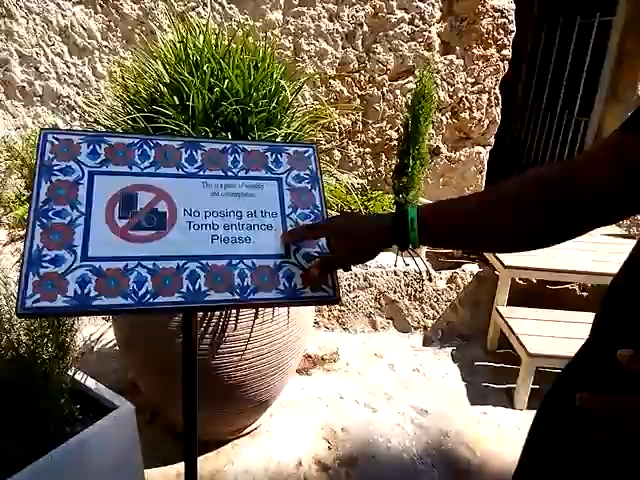 This is a place of worship
and contemplation.
No posing at the
Tomb entrance.
Please.